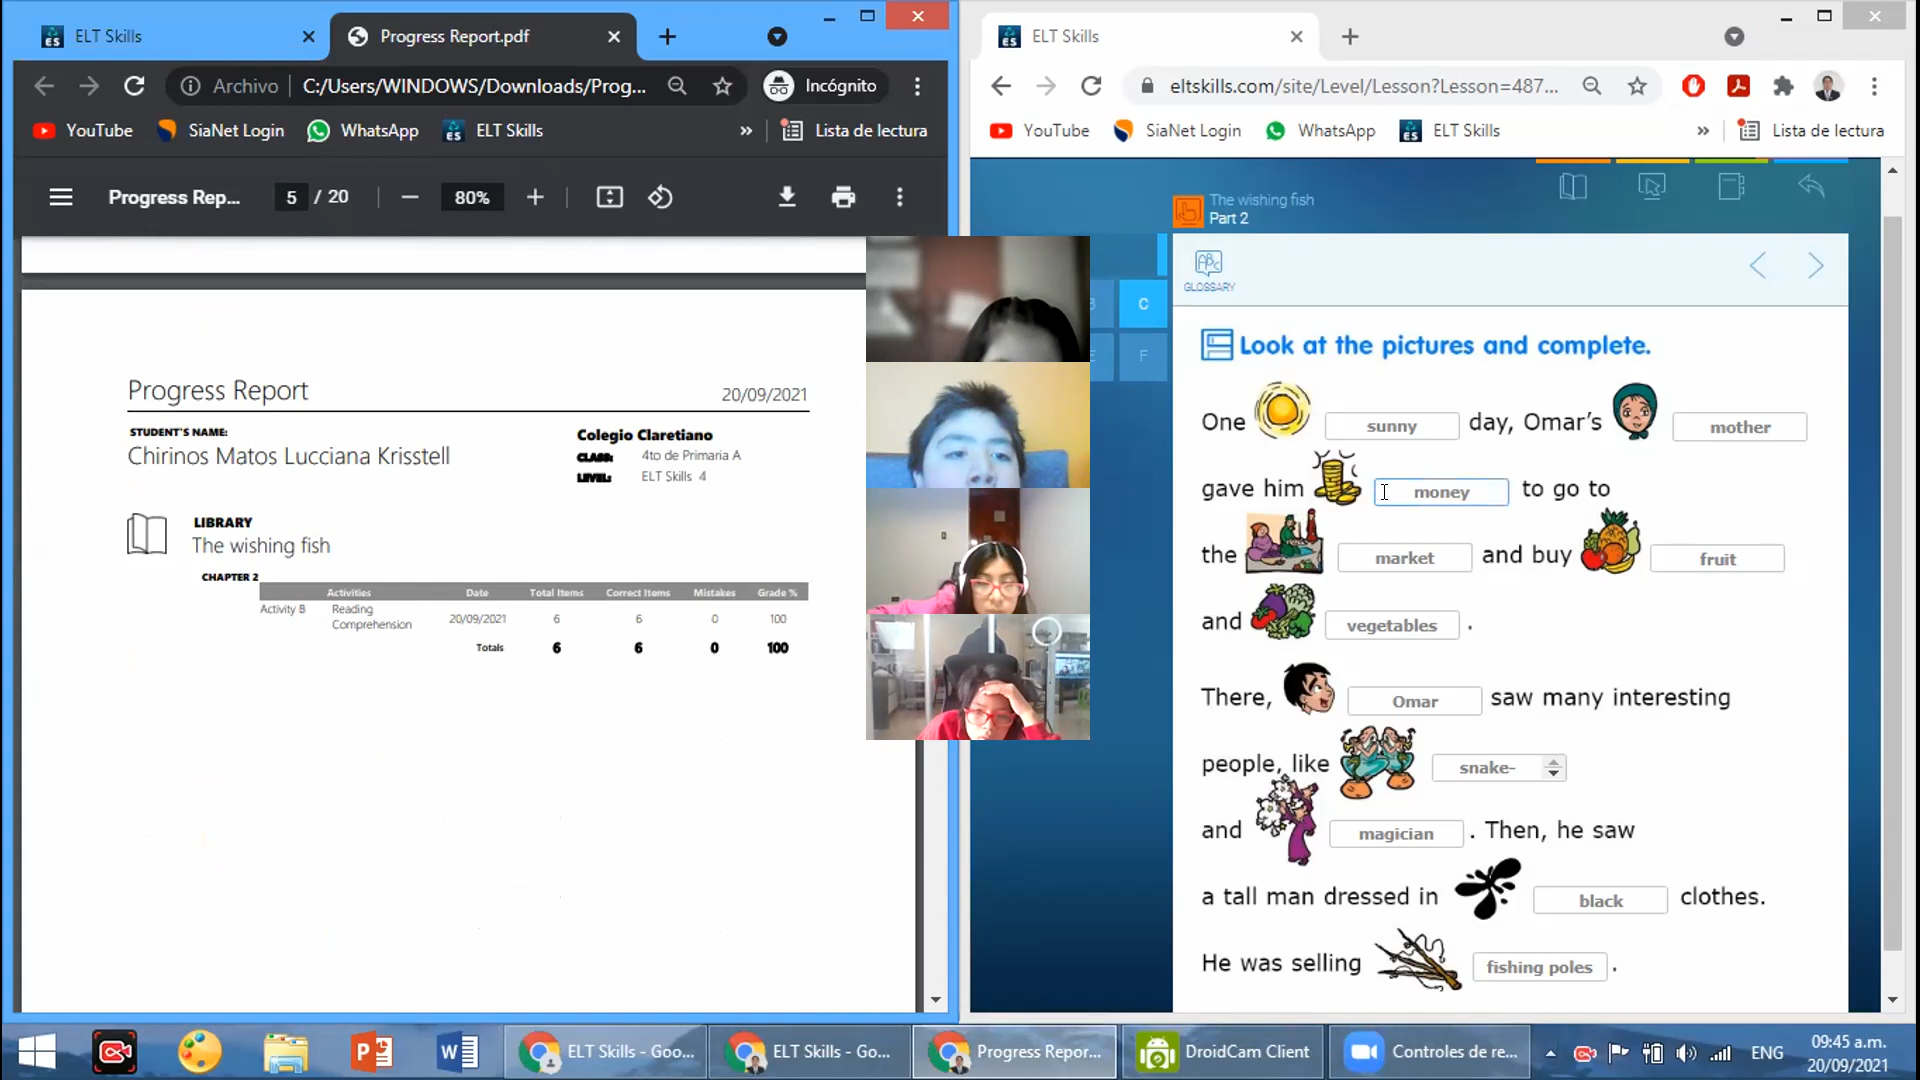 ELT Skills
Progress Report.pdf
Archivo
C:/Users/WINDOWS/Downloads/Prog...
Incógnito
YouTube
SiaNet Login
WhatsApp
ELT Skills
»
Lista de lectura
Progress Rep...
5 / 20
80%
Progress Report
20/09/2021
STUDENT'S NAME:
Chirinos Matos Lucciana Krisstell
Colegio Claretiano
CLASS: 4to de Primaria A
LEVEL: ELT Skills 4
LIBRARY
The wishing fish
CHAPTER 2
Activities Date Total Items Correct Items Mistakes Grade %
Activity B Reading Comprehension 20/09/2021 6 6 0 100
Totals 6 6 0 100
ELT Skills
eltskills.com/site/Level/Lesson?Lesson=487...
YouTube
SiaNet Login
WhatsApp
ELT Skills
»
Lista de lectura
The wishing fish
Part 2
ABC
GLOSSARY
C
E F
Look at the pictures and complete.
One sunny day, Omar's mother
gave him money to go to
the market and buy fruit
and vegetables .
There, Omar saw many interesting
people, like snake-
and magician . Then, he saw
a tall man dressed in black clothes.
He was selling fishing poles .
ELT Skills - Goo...
ELT Skills - Go...
Progress Repor...
DroidCam Client
Controles de re...
ENG
09:45 a.m.
20/09/2021